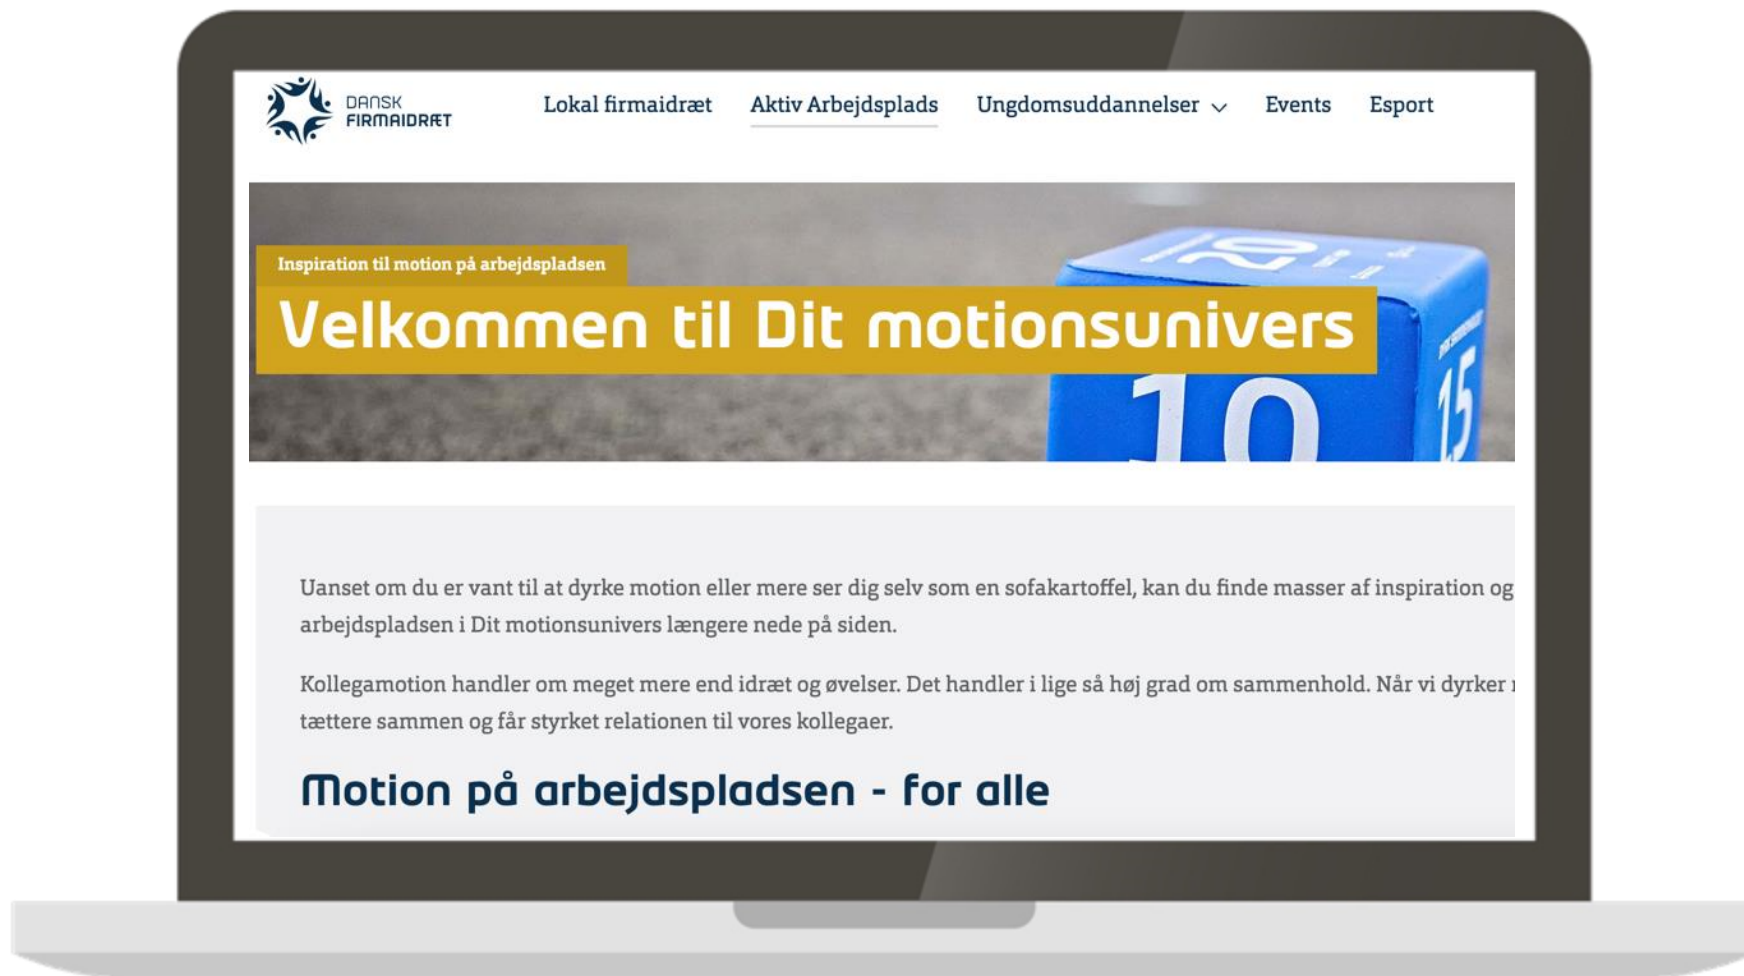 DANSK
FIRMAIDRÆT
Lokal firmaidræt Aktiv Arbejdsplads Ungdomsuddannelser Events Esport
Inspiration til motion på arbejdspladsen
Velkommen til Dit motionsunivers
20
10
15
Uanset om du er vant til at dyrke motion eller mere ser dig selv som en sofakartoffel, kan du finde masser af inspiration og
arbejdspladsen i Dit motionsunivers længere nede på siden.
Kollegamotion handler om meget mere end idræt og øvelser. Det handler i lige så høj grad om sammenhold. Når vi dyrker
tættere sammen og får styrket relationen til vores kollegaer.
Motion på arbejdspladsen - for alle